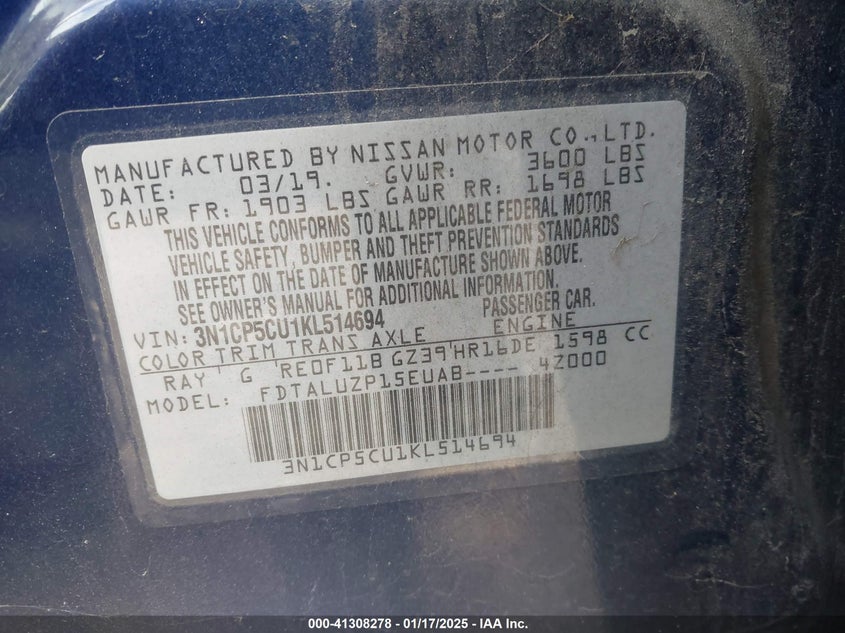 MANUFACTURED BY NISSAN MOTOR CO.,LTD.
DATE: 03/19. GVWR: 3600 LBS
GAWR FR: 1903 LBS GAWR RR: 1698 LBS
THIS VEHICLE CONFORMS TO ALL APPLICABLE FEDERAL MOTOR
VEHICLE SAFETY, BUMPER AND THEFT PREVENTION STANDARDS
IN EFFECT ON THE DATE OF MANUFACTURE SHOWN ABOVE.
SEE OWNER'S MANUAL FOR ADDITIONAL INFORMATION.
VIN: 3N1CP5CU1KL514694 PASSENGER CAR.
COLOR TRIM TRANS AXLE ENGINE
RAY G RE0F11B GZ39 HR16DE 1598 CC
MODEL: FDTALUZP15EUAB---- 4Z000
3N1CP5CU1KL514694
000-41308278 - 01/17/2025 - IAA Inc.